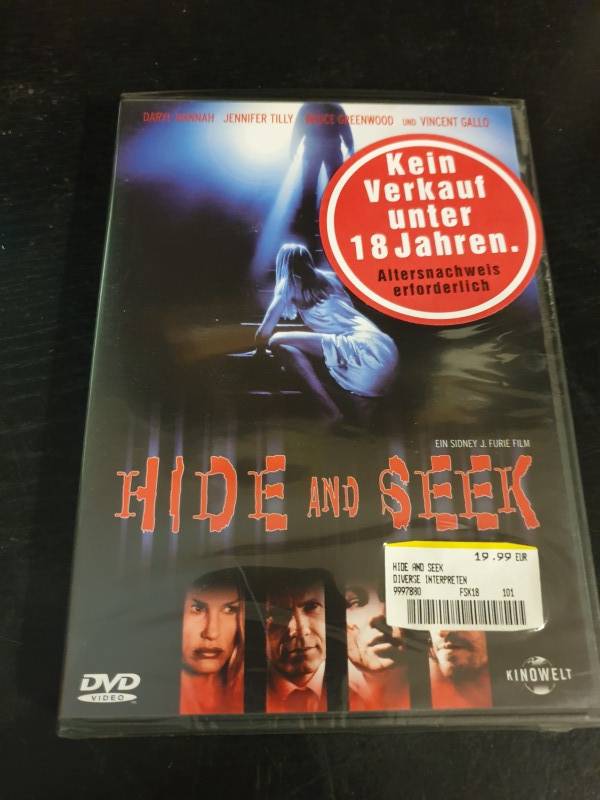 DARYL HANNAH JENNIFER TILLY BRUCE GREENWOOD UND VINCENT GALLO
Kein
Verkauf
unter
18 Jahren.
Altersnachweis
erforderlich
EIN SIDNEY J. FURIE FILM
HIDE AND SEEK
19.99 EUR
HIDE AND SEEK
DIVERSE INTERPRETEN
9997880 FSK18 101
DVD
VIDEO
KINOWELT